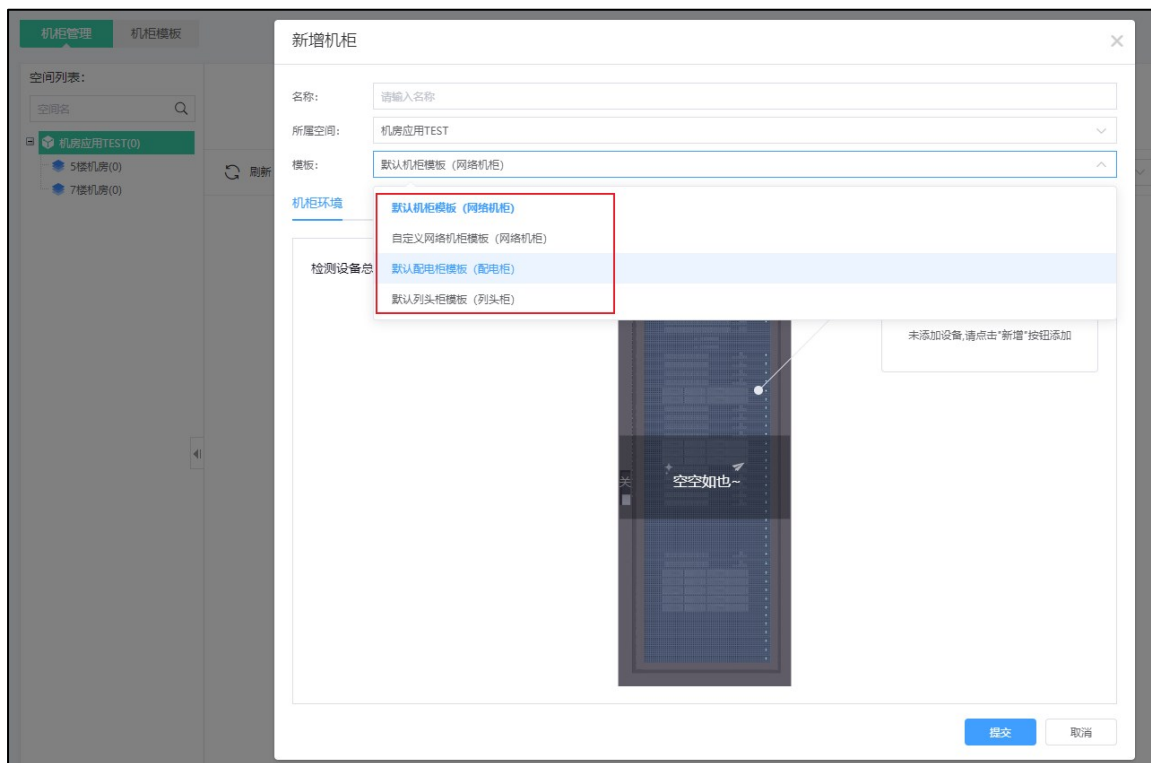 机柜管理
机柜模板
空间列表：
空间名
机房应用TEST(0)
5楼机房(0)
7楼机房(0)
刷新
新增机柜
名称：
请输入名称
所属空间：
机房应用TEST
模板：
默认机柜模板（网络机柜）
机柜环境
默认机柜模板（网络机柜）
自定义网络机柜模板（网络机柜）
默认配电柜模板（配电柜）
默认列头柜模板（列头柜）
检测设备总
未添加设备,请点击"新增"按钮添加
关
空空如也~
提交
取消